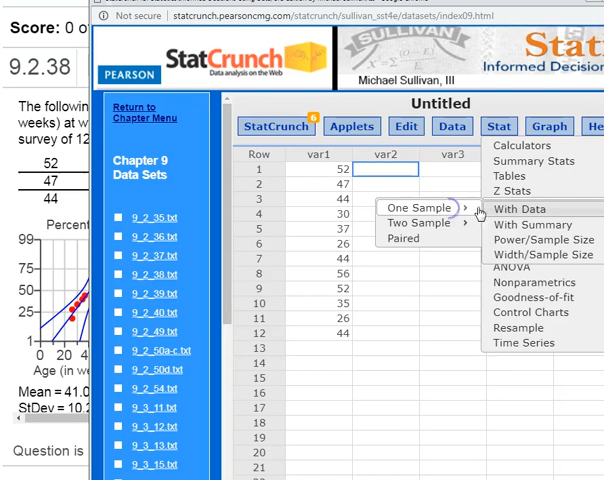 Not secure | statcrunch.pearsoncmg.com/statcrunch/sullivan_sst4e/datasets/index09.html
Score: 0 o
9.2.38
The following
weeks) at w
survey of 12
52
47
44
Percent
99
75
50
25
1
0 20 40
Age (in we
Mean = 41.0
StDev = 10.2
Question is
PEARSON
StatCrunch
Data analysis on the Web
SULLIVAN
Michael Sullivan, III
Stati
Informed Decisio
Return to
Chapter Menu
Chapter 9
Data Sets
9_2_35.txt
9_2_36.txt
9_2_37.txt
9_2_38.txt
9_2_39.txt
9_2_40.txt
9_2_49.txt
9_2_50a-c.txt
9_2_50d.txt
9_2_54.txt
9_3_11.txt
9_3_12.txt
9_3_13.txt
9_3_15.txt
Untitled
StatCrunch 6 Applets Edit Data Stat Graph He
Row var1 var2 var3
1 52
2 47
3 44
4 30
5 37
6 26
7 44
8 56
9 52
10 35
11 26
12 44
13
14
15
16
17
18
19
20
21
22
Calculators
Summary Stats
Tables
Z Stats
With Data
With Summary
Power/Sample Size
Width/Sample Size
ANOVA
Nonparametrics
Goodness-of-fit
Control Charts
Resample
Time Series
One Sample
Two Sample
Paired